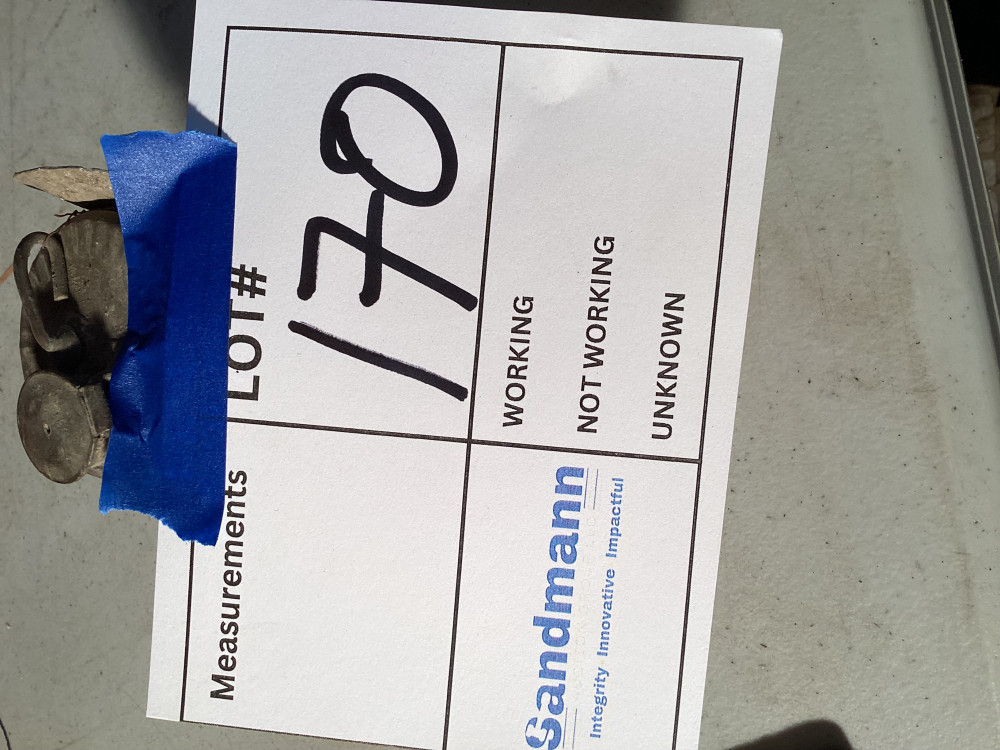 Measurements
LOT#
170
Sandmann
Integrity Innovative Impactful
WORKING
NOT WORKING
UNKNOWN